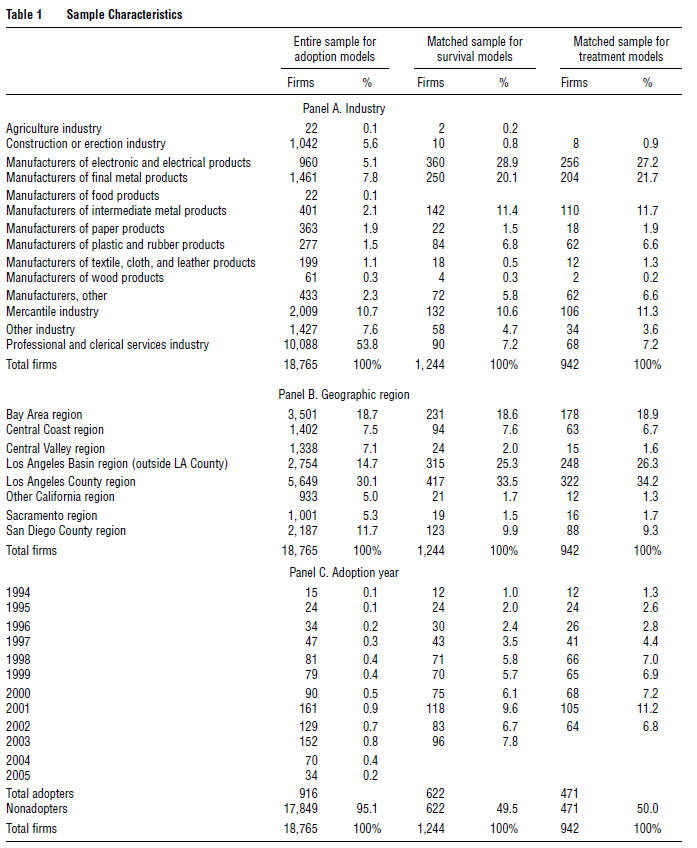 Table 1 Sample Characteristics
Entire sample for adoption models Matched sample for survival models Matched sample for treatment models
Firms % Firms % Firms %
Panel A. Industry
Agriculture industry 22 0.1 2 0.2
Construction or erection industry 1,042 5.6 10 0.8 8 0.9
Manufacturers of electronic and electrical products 960 5.1 360 28.9 256 27.2
Manufacturers of final metal products 1,461 7.8 250 20.1 204 21.7
Manufacturers of food products 22 0.1
Manufacturers of intermediate metal products 401 2.1 142 11.4 110 11.7
Manufacturers of paper products 363 1.9 22 1.5 18 1.9
Manufacturers of plastic and rubber products 277 1.5 84 6.8 62 6.6
Manufacturers of textile, cloth, and leather products 199 1.1 18 0.5 12 1.3
Manufacturers of wood products 61 0.3 4 0.3 2 0.2
Manufacturers, other 433 2.3 72 5.8 62 6.6
Mercantile industry 2,009 10.7 132 10.6 106 11.3
Other industry 1,427 7.6 58 4.7 34 3.6
Professional and clerical services industry 10,088 53.8 90 7.2 68 7.2
Total firms 18,765 100% 1,244 100% 942 100%
Panel B. Geographic region
Bay Area region 3,501 18.7 231 18.6 178 18.9
Central Coast region 1,402 7.5 94 7.6 63 6.7
Central Valley region 1,338 7.1 24 2.0 15 1.6
Los Angeles Basin region (outside LA County) 2,754 14.7 315 25.3 248 26.3
Los Angeles County region 5,649 30.1 417 33.5 322 34.2
Other California region 933 5.0 21 1.7 12 1.3
Sacramento region 1,001 5.3 19 1.5 16 1.7
San Diego County region 2,187 11.7 123 9.9 88 9.3
Total firms 18,765 100% 1,244 100% 942 100%
Panel C. Adoption year
1994 15 0.1 12 1.0 12 1.3
1995 24 0.1 24 2.0 24 2.6
1996 34 0.2 30 2.4 26 2.8
1997 47 0.3 43 3.5 41 4.4
1998 81 0.4 71 5.8 66 7.0
1999 79 0.4 70 5.7 65 6.9
2000 90 0.5 75 6.1 68 7.2
2001 161 0.9 118 9.6 105 11.2
2002 129 0.7 83 6.7 64 6.8
2003 152 0.8 96 7.8
2004 70 0.4
2005 34 0.2
Total adopters 916 622 471
Nonadopters 17,849 95.1 622 49.5 471 50.0
Total firms 18,765 100% 1,244 100% 942 100%